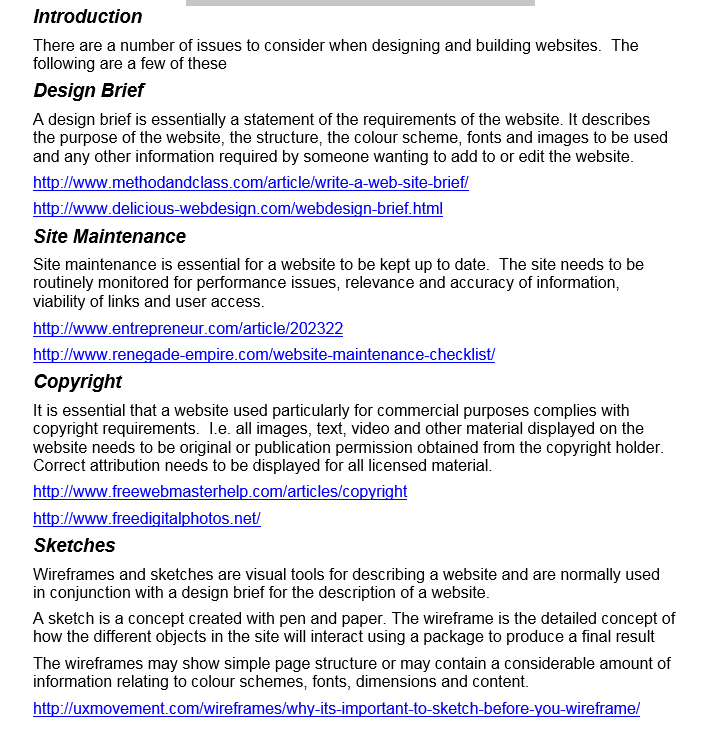 Introduction
There are a number of issues to consider when designing and building websites.  The
following are a few of these
Design Brief
A design brief is essentially a statement of the requirements of the website. It describes
the purpose of the website, the structure, the colour scheme, fonts and images to be used
and any other information required by someone wanting to add to or edit the website.
http://www.methodandclass.com/article/write-a-web-site-brief/
http://www.delicious-webdesign.com/webdesign-brief.html
Site Maintenance
Site maintenance is essential for a website to be kept up to date.  The site needs to be
routinely monitored for performance issues, relevance and accuracy of information,
viability of links and user access.
http://www.entrepreneur.com/article/202322
http://www.renegade-empire.com/website-maintenance-checklist/
Copyright
It is essential that a website used particularly for commercial purposes complies with
copyright requirements.  I.e. all images, text, video and other material displayed on the
website needs to be original or publication permission obtained from the copyright holder.
Correct attribution needs to be displayed for all licensed material.
http://www.freewebmasterhelp.com/articles/copyright
http://www.freedigitalphotos.net/
Sketches
Wireframes and sketches are visual tools for describing a website and are normally used
in conjunction with a design brief for the description of a website.
A sketch is a concept created with pen and paper. The wireframe is the detailed concept of
how the different objects in the site will interact using a package to produce a final result
The wireframes may show simple page structure or may contain a considerable amount of
information relating to colour schemes, fonts, dimensions and content.
http://uxmovement.com/wireframes/why-its-important-to-sketch-before-you-wireframe/